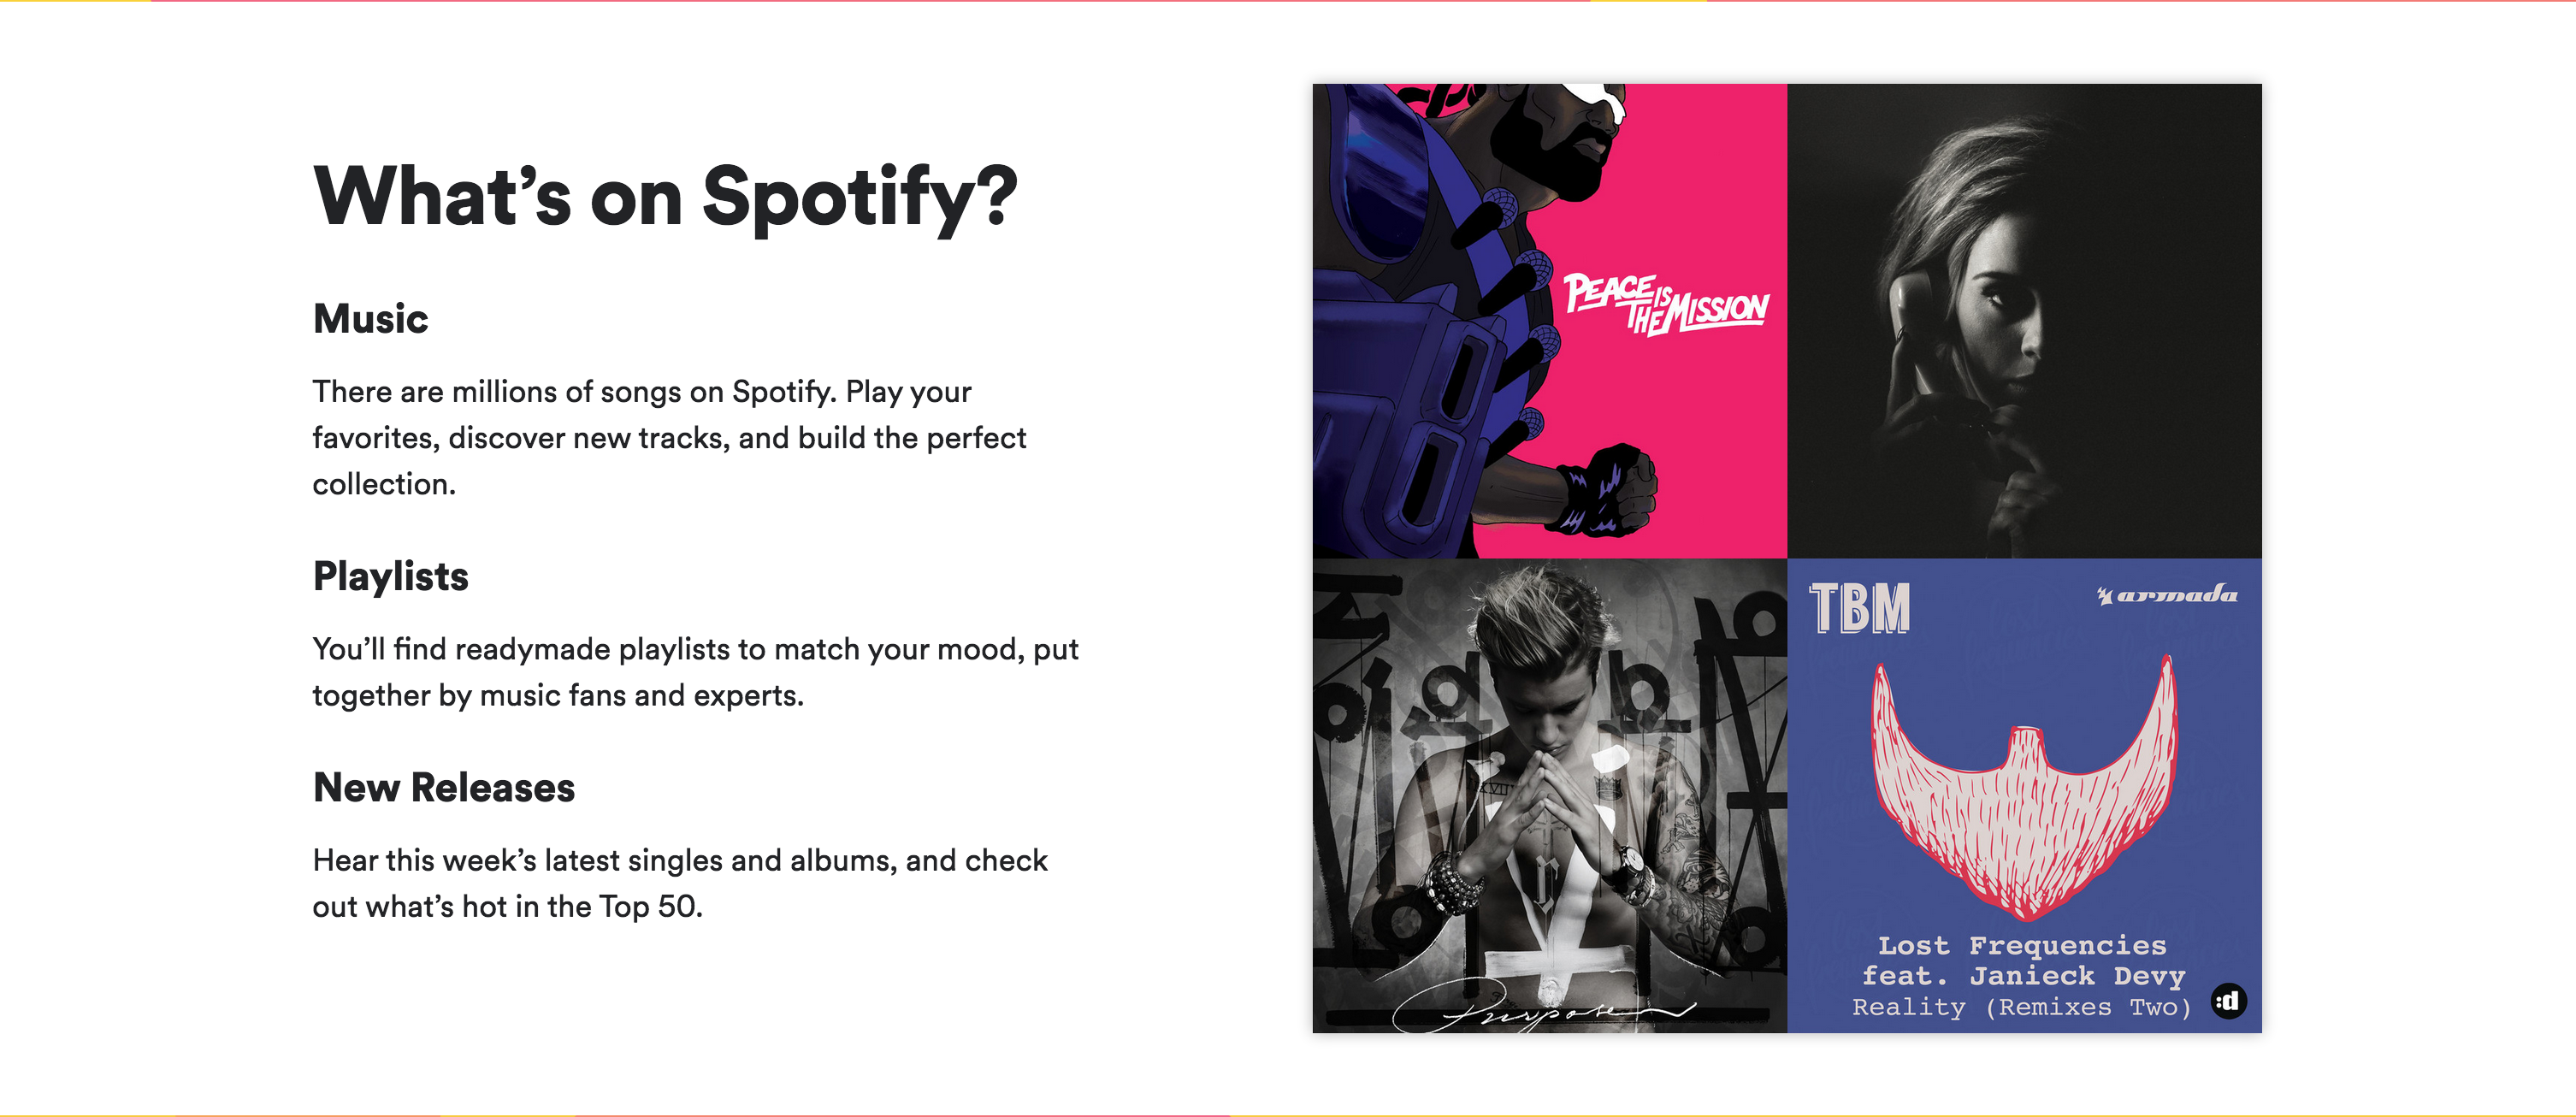 What’s on Spotify?
Music
There are millions of songs on Spotify. Play your
favorites, discover new tracks, and build the perfect
collection.
Playlists
You’ll find readymade playlists to match your mood, put
together by music fans and experts.
New Releases
Hear this week’s latest singles and albums, and check
out what’s hot in the Top 50.
PEACE IS
THE MISSION
Purpose
TBM
armada
Lost Frequencies
feat. Janieck Devy
Reality (Remixes Two)
:d